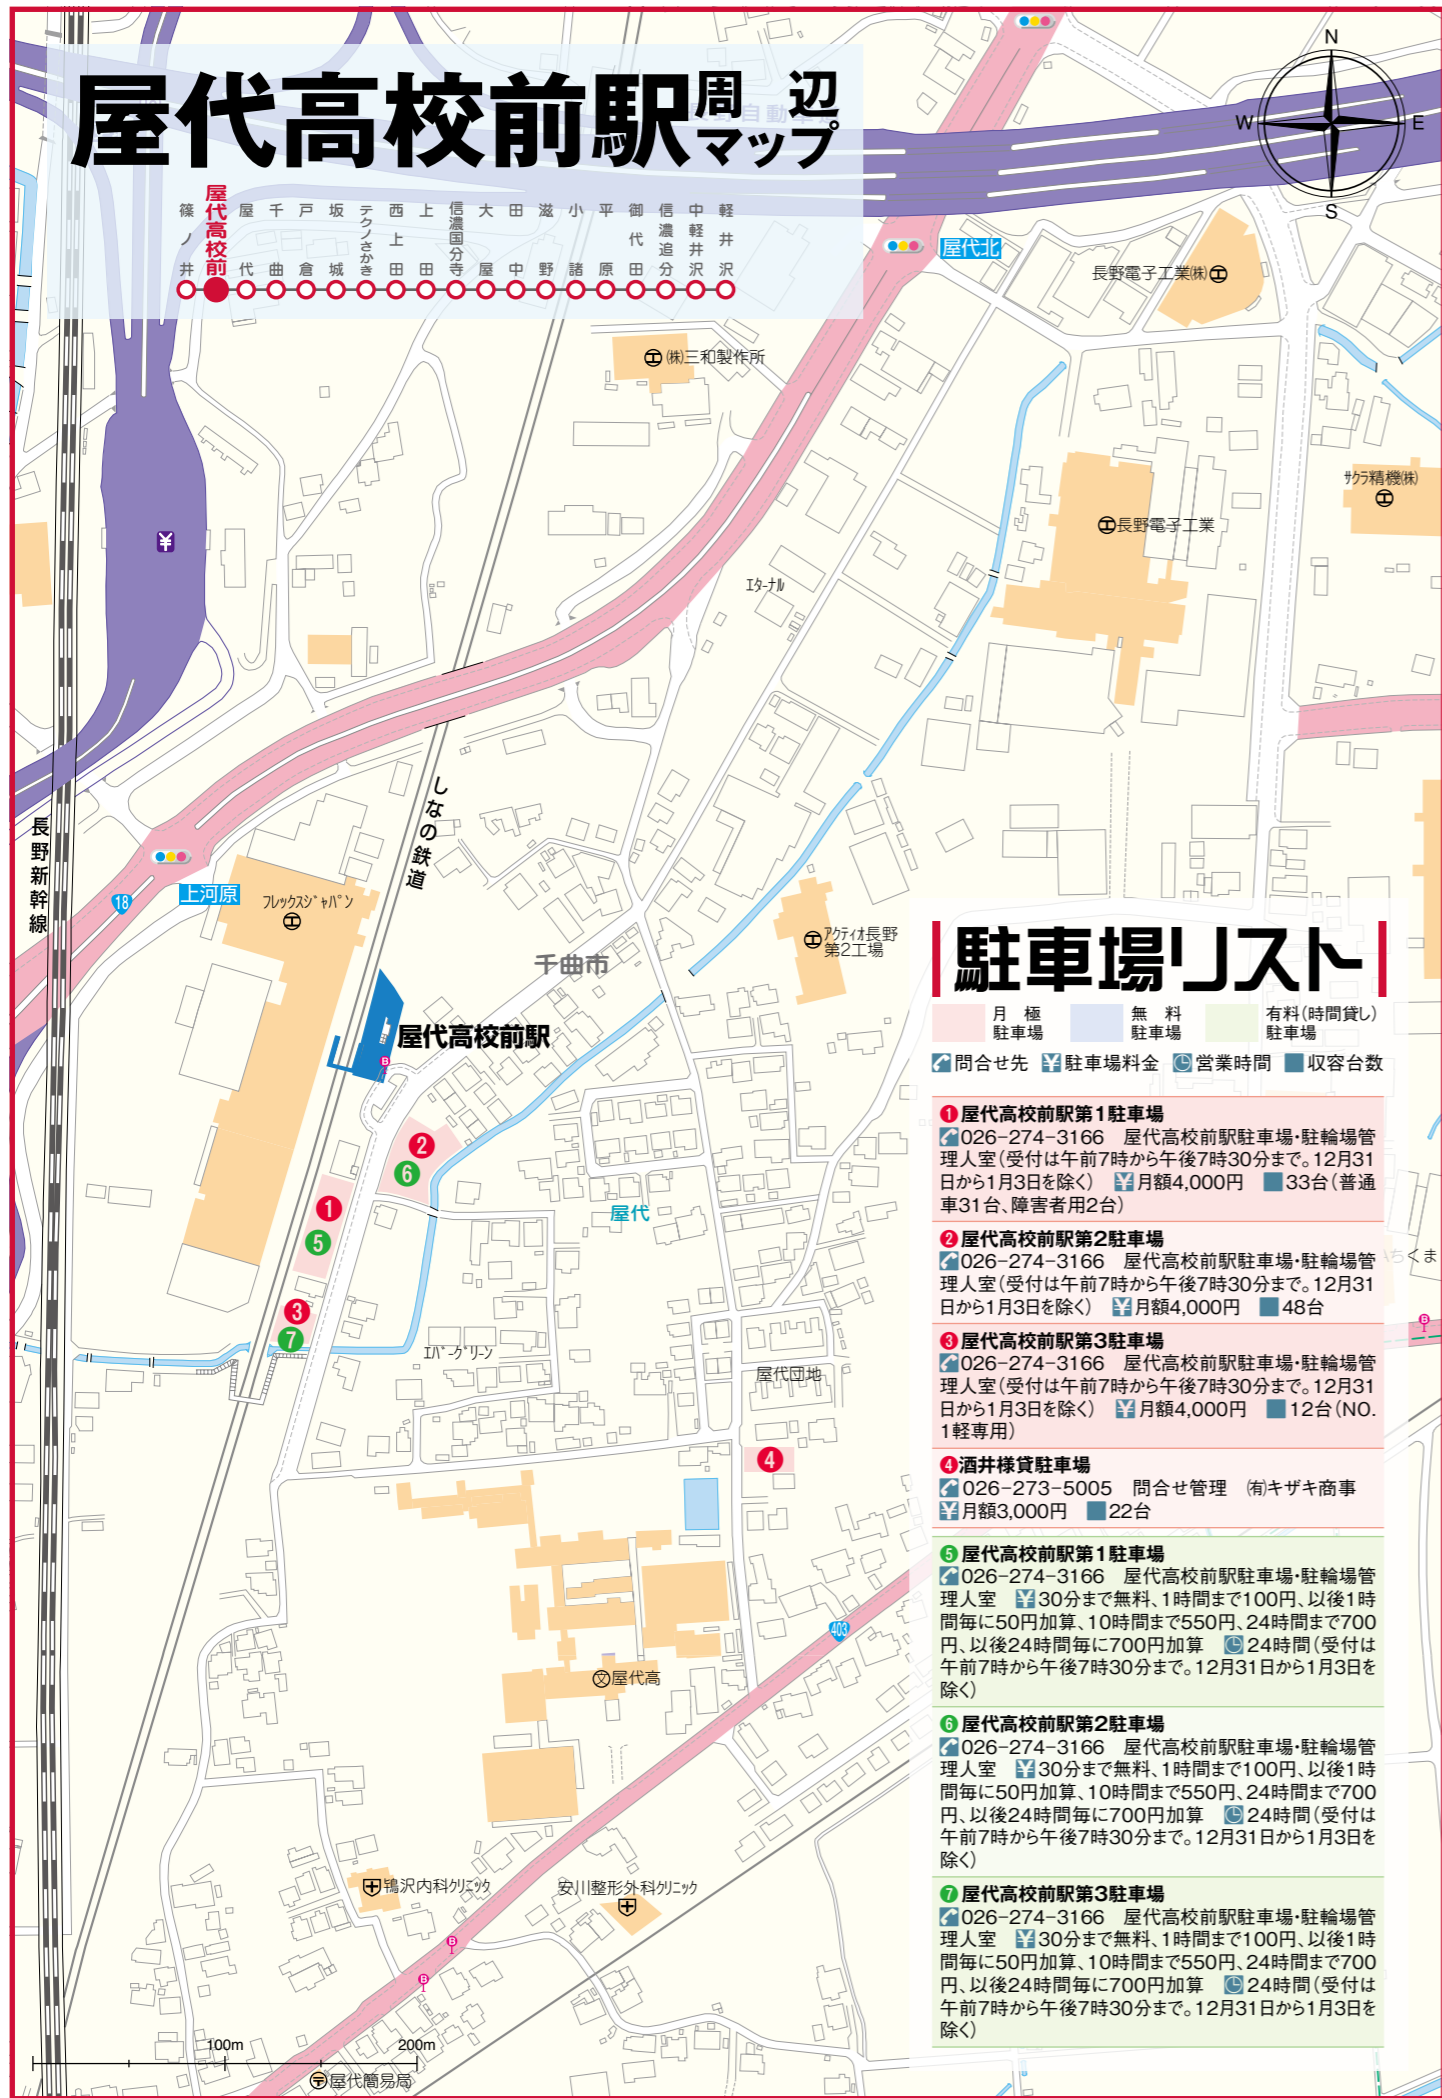 屋代高校前駅周辺マップ
長野自動車道
篠ノ井
屋代高校前
屋代
千曲
戸倉
坂城
テクノさかき
西上田
上田
信濃国分寺
大屋
田中
滋野
小諸
平原
御代田
信濃追分
中軽井沢
軽井沢
N
W
E
S
屋代北
長野電子工業㈱
㈱三和製作所
サクラ精機㈱
長野電子工業
エターナル
¥
しなの鉄道
長野新幹線
18
上河原
フレックスジャパン
アクティオ長野
第2工場
千曲市
屋代高校前駅
B
2
6
1
5
3
7
屋代
エバーグリーン
屋代団地
4
ちくま
B
403
文屋代高
鴇沢内科クリニック
安川整形外科クリニック
B
B
100m
200m
屋代簡易局
駐車場リスト
月極
駐車場
無料
駐車場
有料(時間貸し)
駐車場
問合せ先 ¥駐車場料金 営業時間 収容台数
1屋代高校前駅第1駐車場
026-274-3166 屋代高校前駅駐車場・駐輪場管
理人室(受付は午前7時から午後7時30分まで。12月31
日から1月3日を除く) ¥月額4,000円 33台(普通
車31台、障害者用2台)
2屋代高校前駅第2駐車場
026-274-3166 屋代高校前駅駐車場・駐輪場管
理人室(受付は午前7時から午後7時30分まで。12月31
日から1月3日を除く) ¥月額4,000円 48台
3屋代高校前駅第3駐車場
026-274-3166 屋代高校前駅駐車場・駐輪場管
理人室(受付は午前7時から午後7時30分まで。12月31
日から1月3日を除く) ¥月額4,000円 12台(NO.
1軽専用)
4酒井様貸駐車場
026-273-5005 問合せ管理 ㈲キザキ商事
¥月額3,000円 22台
5屋代高校前駅第1駐車場
026-274-3166 屋代高校前駅駐車場・駐輪場管
理人室 ¥30分まで無料、1時間まで100円、以後1時
間毎に50円加算、10時間まで550円、24時間まで700
円、以後24時間毎に700円加算 24時間(受付は
午前7時から午後7時30分まで。12月31日から1月3日を
除く)
6屋代高校前駅第2駐車場
026-274-3166 屋代高校前駅駐車場・駐輪場管
理人室 ¥30分まで無料、1時間まで100円、以後1時
間毎に50円加算、10時間まで550円、24時間まで700
円、以後24時間毎に700円加算 24時間(受付は
午前7時から午後7時30分まで。12月31日から1月3日を
除く)
7屋代高校前駅第3駐車場
026-274-3166 屋代高校前駅駐車場・駐輪場管
理人室 ¥30分まで無料、1時間まで100円、以後1時
間毎に50円加算、10時間まで550円、24時間まで700
円、以後24時間毎に700円加算 24時間(受付は
午前7時から午後7時30分まで。12月31日から1月3日を
除く)